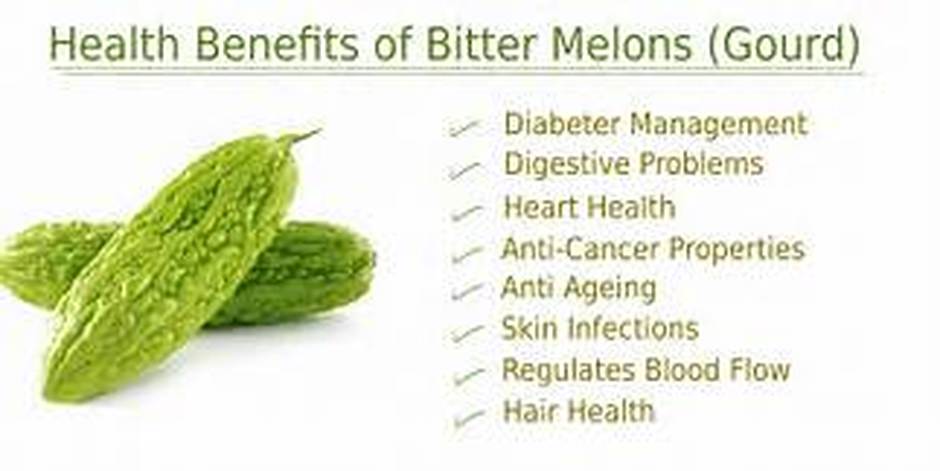 Health Benefits of Bitter Melons (Gourd)
Diabeter Management
Digestive Problems
Heart Health
Anti-Cancer Properties
Anti Ageing
Skin Infections
Regulates Blood Flow
Hair Health